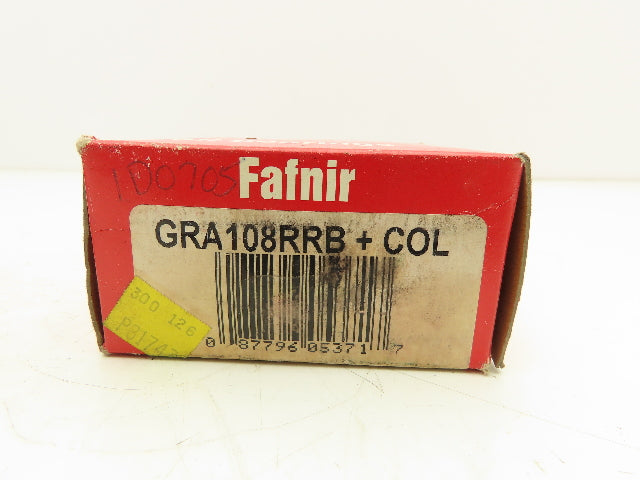 1D0705 Fafnir
GRA108RRB + COL
300 126
0 87796 05371 7